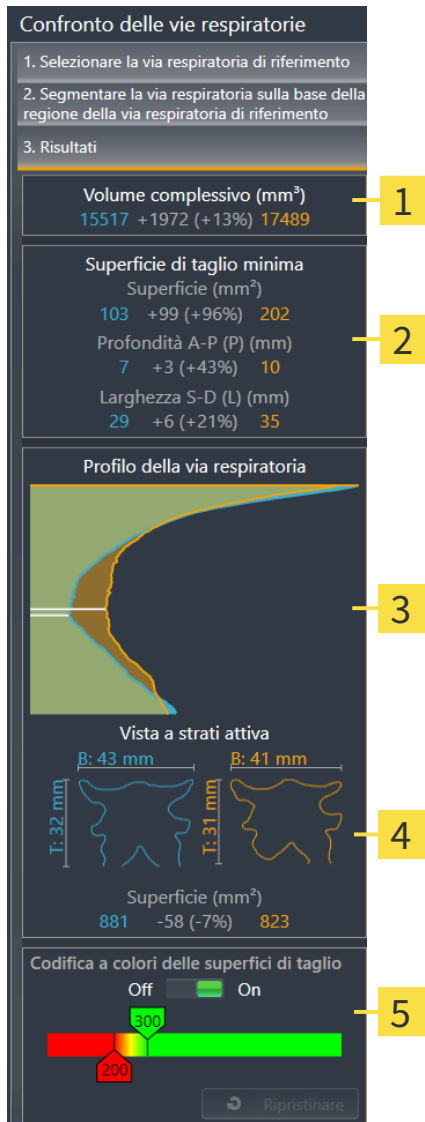 Confronto delle vie respiratorie
1. Selezionare la via respiratoria di riferimento
2. Segmentare la via respiratoria sulla base della
regione della via respiratoria di riferimento
3. Risultati
Volume complessivo (mm³)
15517 +1972 (+13%) 17489
1
Superficie di taglio minima
Superficie (mm²)
103 +99 (+96%) 202
Profondità A-P (P) (mm)
7 +3 (+43%) 10
2
Larghezza S-D (L) (mm)
29 +6 (+21%) 35
Profilo della via respiratoria
3
Vista a strati attiva
B: 43 mm B: 41 mm
T: 32 mm T: 31 mm
4
Superficie (mm²)
881 -58 (-7%) 823
Codifica a colori delle superfici di taglio
Off On
5
300
200
Ripristinare